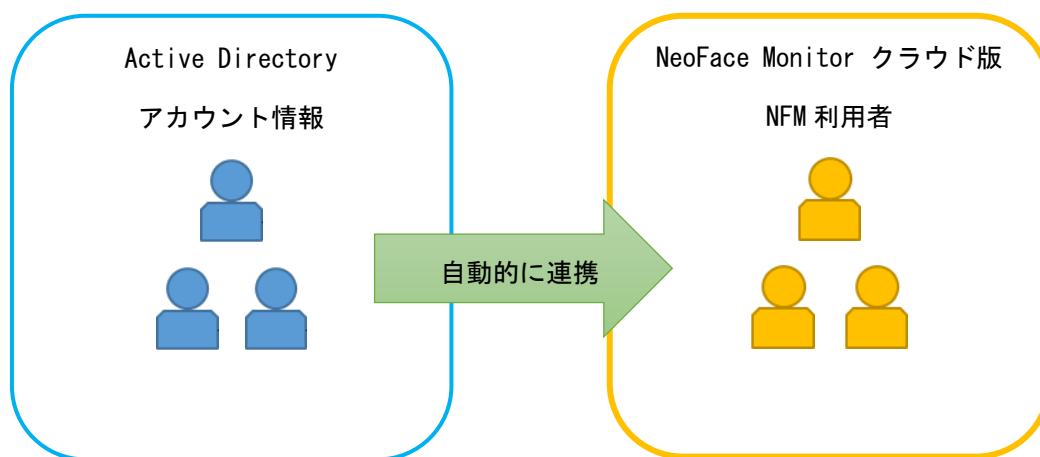 Active Directory
アカウント情報
自動的に連携
NeoFace Monitor クラウド版
NFM 利用者